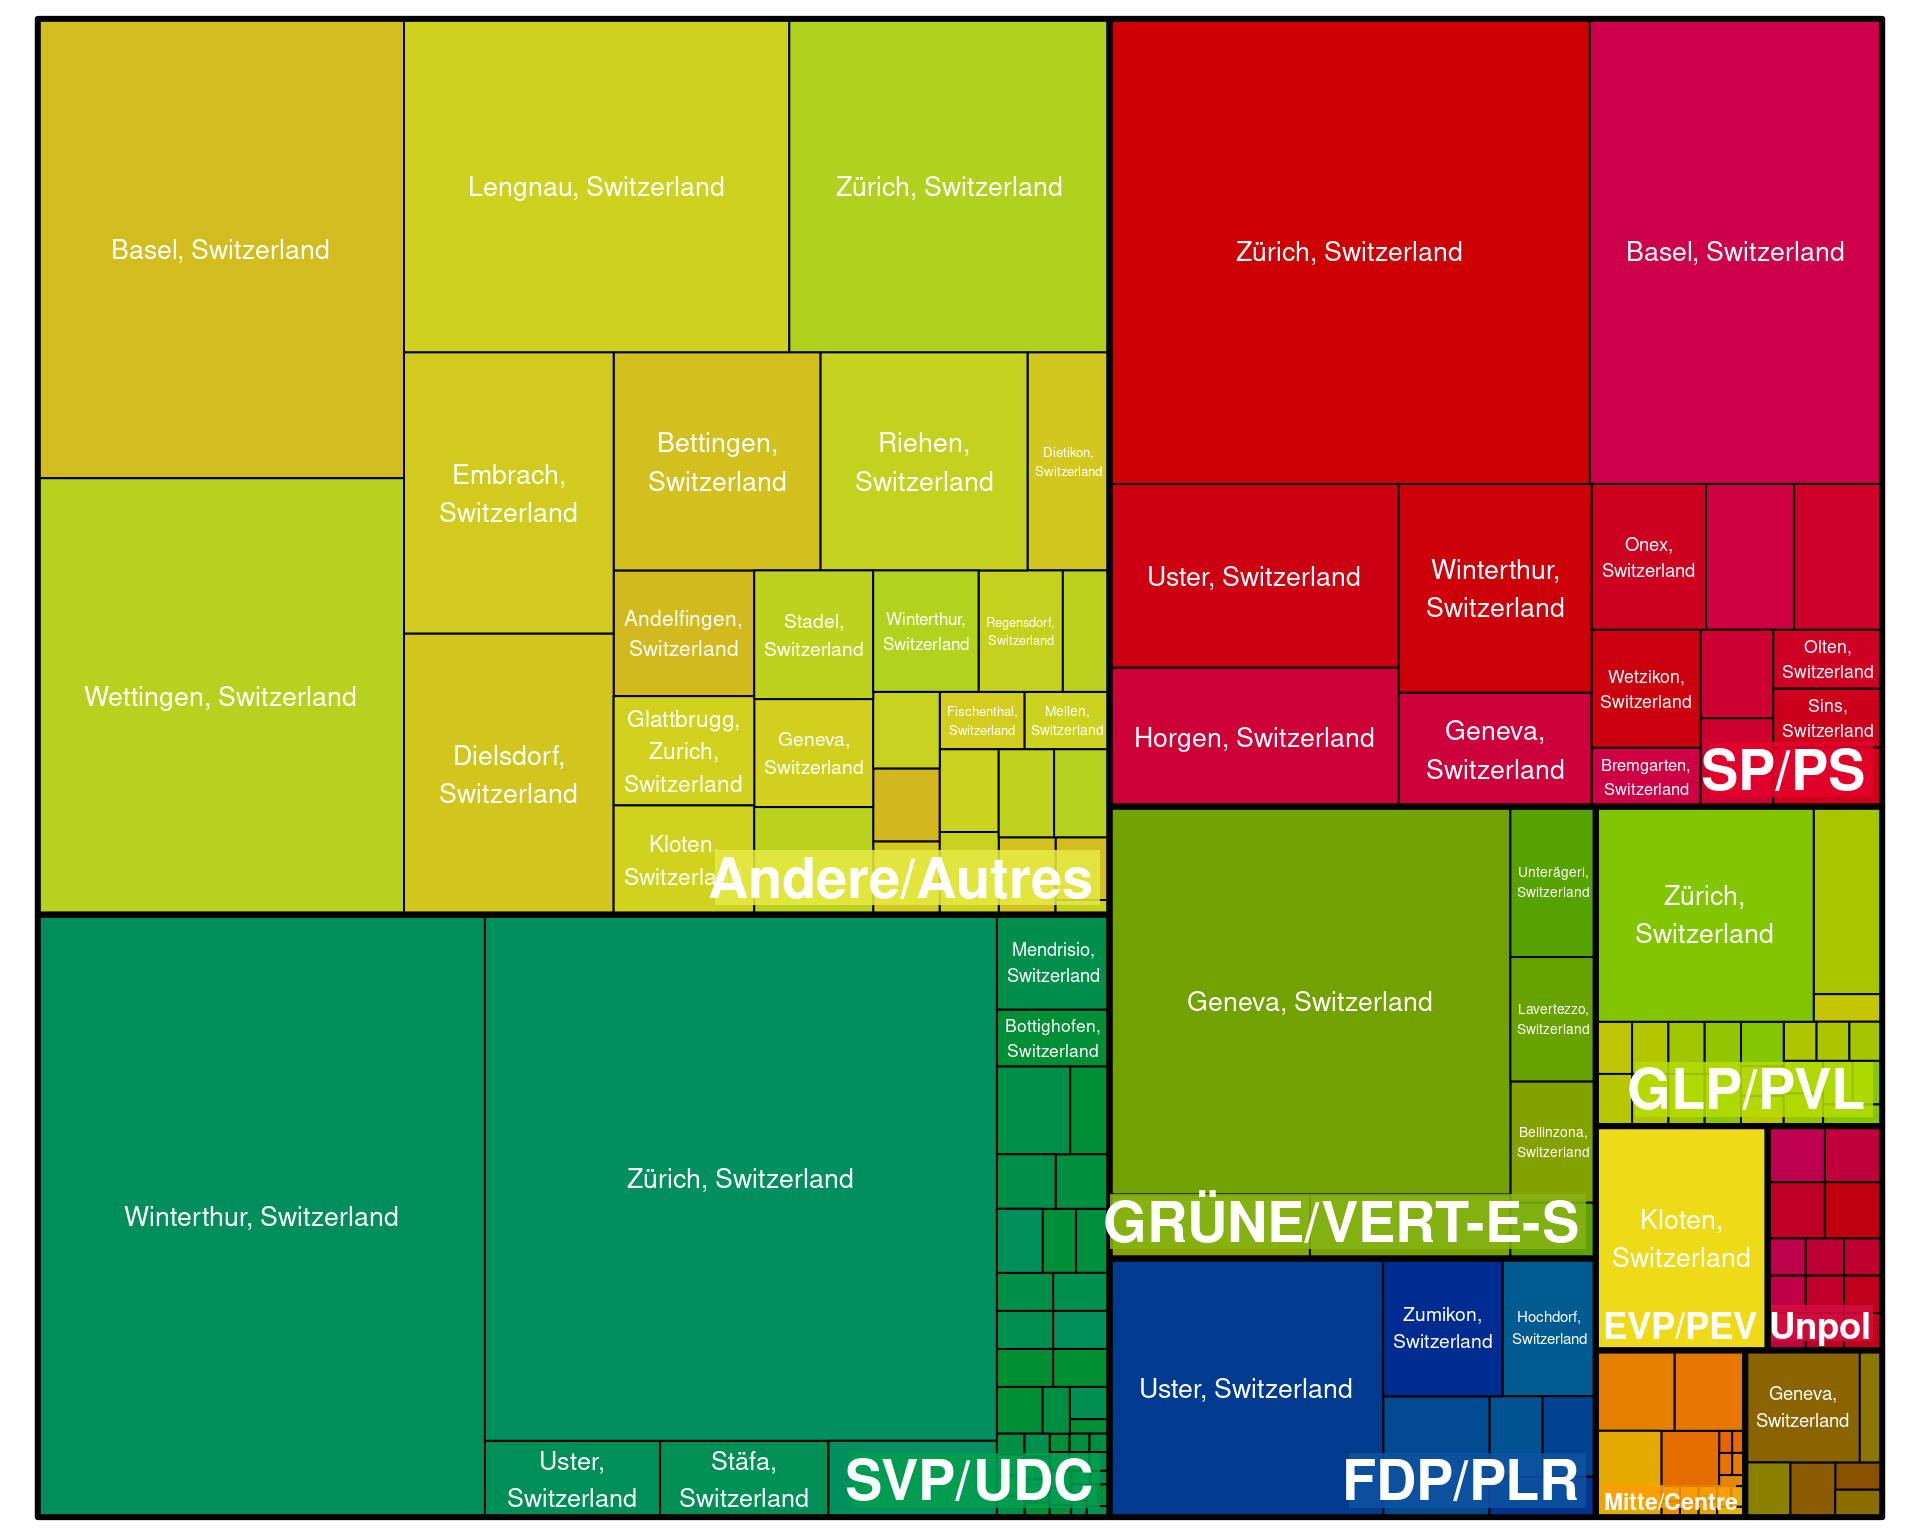 Basel, Switzerland
Lengnau, Switzerland
Zürich, Switzerland
Wettingen, Switzerland
Embrach,
Switzerland
Bettingen,
Switzerland
Riehen,
Switzerland
Dietikon,
Switzerland
Dielsdorf,
Switzerland
Andelfingen,
Switzerland
Stadel,
Switzerland
Winterthur,
Switzerland
Regensdorf,
Switzerland
Glattbrugg,
Zurich,
Switzerland
Geneva,
Switzerland
Fischenthal,
Switzerland
Mellen,
Switzerland
Kloten,
Switzerla
Andere/Autres
Winterthur, Switzerland
Zürich, Switzerland
Mendrisio,
Switzerland
Bottighofen,
Switzerland
Uster,
Switzerland
Stäfa,
Switzerland
SVP/UDC
Zürich, Switzerland
Basel, Switzerland
Uster, Switzerland
Winterthur,
Switzerland
Onex,
Switzerland
Horgen, Switzerland
Geneva,
Switzerland
Wetzikon,
Switzerland
Olten,
Switzerland
Sins,
Switzerland
Bremgarten,
Switzerland
SP/PS
Geneva, Switzerland
Unterägeri,
Switzerland
Lavertezzo,
Switzerland
Bellinzona,
Switzerland
GRÜNE/VERT-E-S
Zürich,
Switzerland
GLP/PVL
Uster, Switzerland
Zumikon,
Switzerland
Hochdorf,
Switzerland
FDP/PLR
Kloten,
Switzerland
EVP/PEV
Unpol
Mitte/Centre
Geneva,
Switzerland